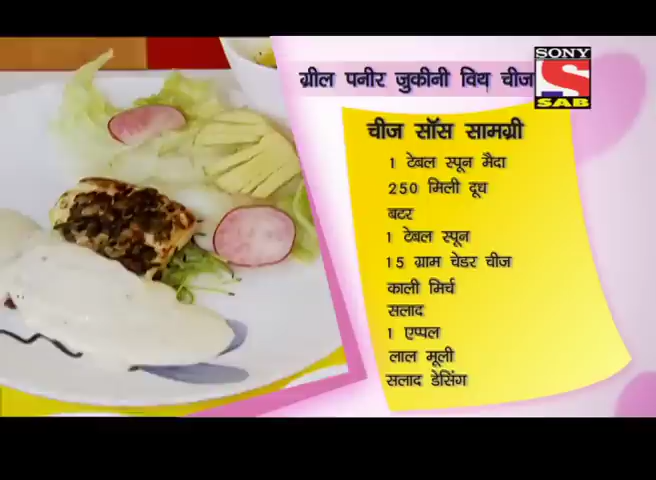 ग्रील पनीर जुकीनी विथ चीज
SONY
S
SAB
चीज सॉस सामग्री
1 टेबल स्पून मैदा
250 मिली दूध
बटर
1 टेबल स्पून
15 ग्राम चेडर चीज
काली मिर्च
सलाद
1 एप्पल
लाल मूली
सलाद डेसिंग